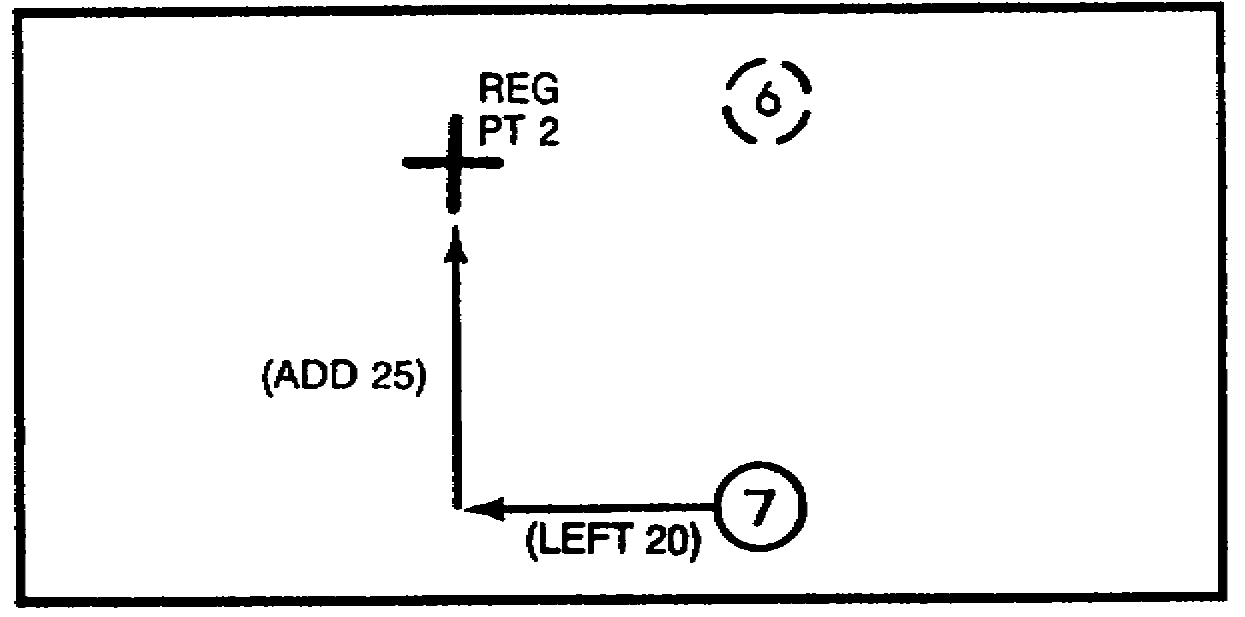 REG
PT 2
6
(ADD 25)
7
(LEFT 20)